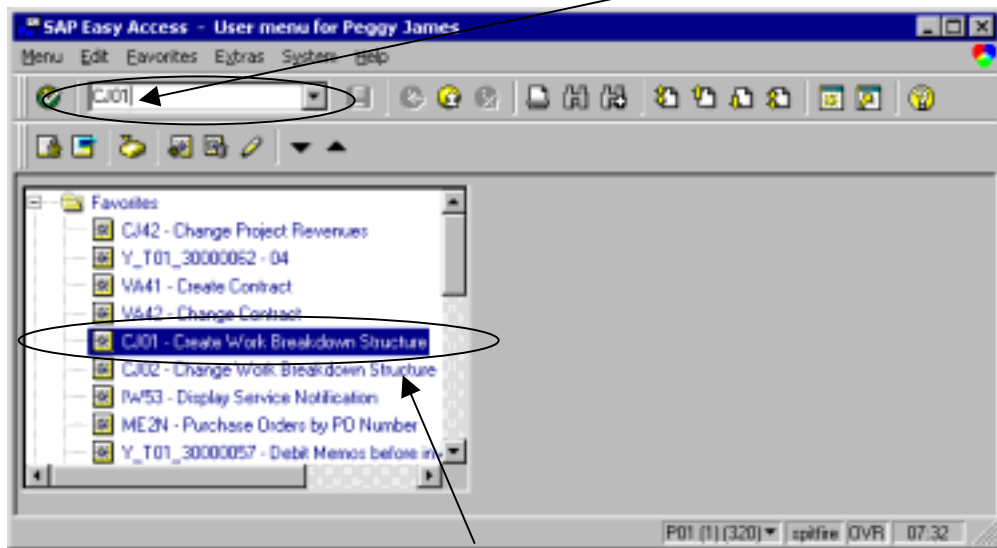 SAP Easy Access - User menu for Peggy James
Menu Edit Favorites Extras System Help
CJ01
Favorites
CJ42 - Change Project Revenues
Y_T01_30000062 - 04
VA41 - Create Contract
VA42 - Change Contract
CJ01 - Create Work Breakdown Structure
CJ02 - Change Work Breakdown Structure
IW53 - Display Service Notification
ME2N - Purchase Orders by PO Number
Y_T01_30000057 - Debit Memos before in
P01 (1) (320) spitfire OVR 07:32